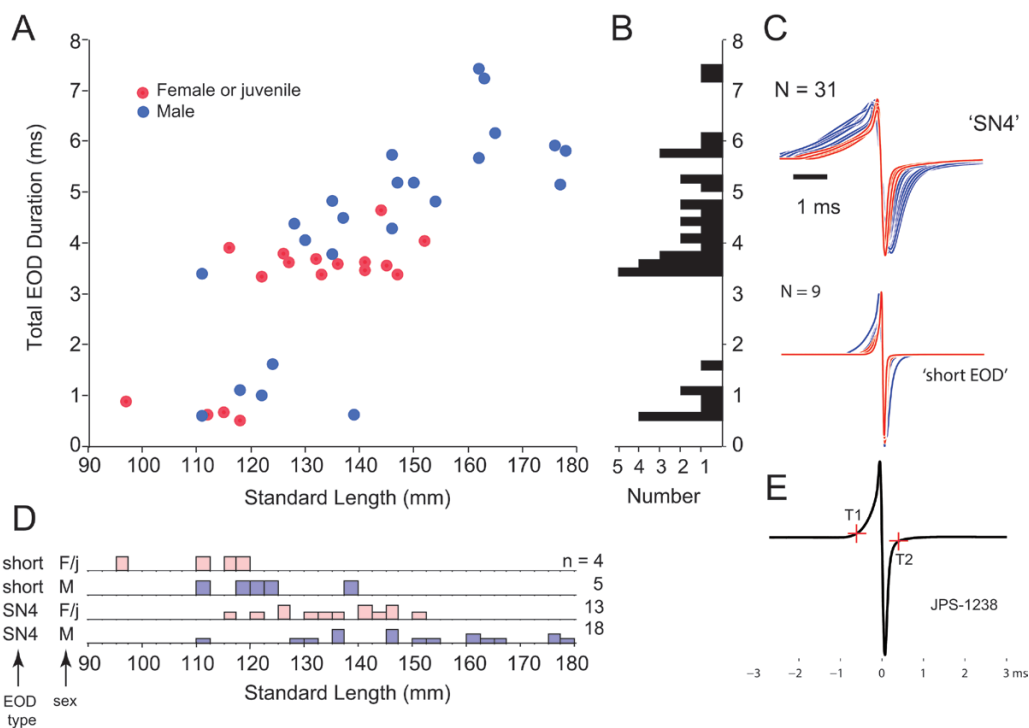 A
B
C
8
7
6
5
4
3
2
1
0
Total EOD Duration (ms)
Female or juvenile
Male
90 100 110 120 130 140 150 160 170 180
Standard Length (mm)
8
7
6
5
4
3
2
1
0
5 4 3 2 1
Number
N = 31
'SN4'
1 ms
N = 9
'short EOD'
D
short F/j n = 4
short M 5
SN4 F/j 13
SN4 M 18
90 100 110 120 130 140 150 160 170 180
Standard Length (mm)
EOD type
sex
E
T1
T2
JPS-1238
−3 −2 −1 0 1 2 3 ms